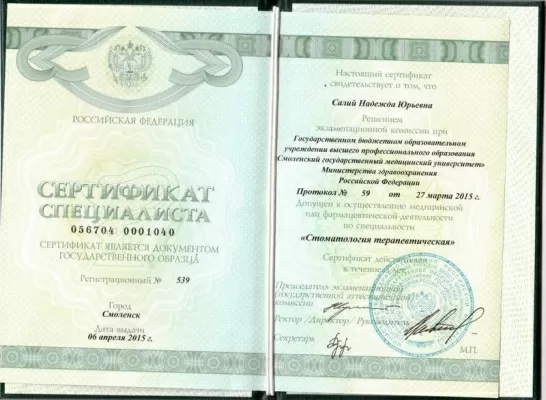 РОССИЙСКАЯ ФЕДЕРАЦИЯ
СЕРТИФИКАТ
СПЕЦИАЛИСТА
056704 0001040
СЕРТИФИКАТ ЯВЛЯЕТСЯ ДОКУМЕНТОМ
ГОСУДАРСТВЕННОГО ОБРАЗЦА
Регистрационный № 539
Город
Смоленск
Дата выдачи
06 апреля 2015 г.
Настоящий сертификат
свидетельствует о том, что
Салий Надежда Юрьевна
Решением
экзаменационной комиссии при
Государственном бюджетном образовательном
учреждении высшего профессионального образования
Смоленский государственный медицинский университет»
Министерства здравоохранения
Российской Федерации
Протокол № 59 от 27 марта 2015 г.
Допущен к осуществлению медицинской
или фармацевтической деятельности
по специальности
«Стоматология терапевтическая»
Сертификат действителен
в течение 5 лет
Председатель экзаменационной
(государственной аттестационной)
комиссии
Ректор / Директор / Руководитель
Секретарь
М.П.